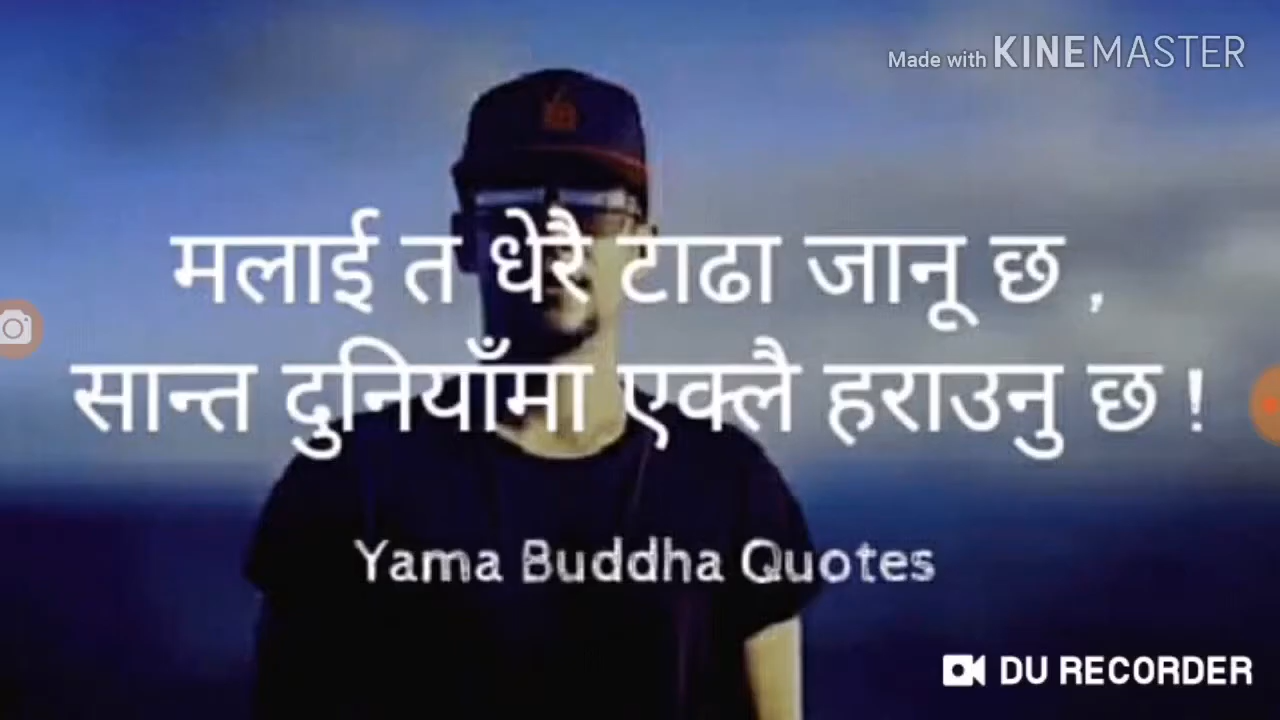 Made with KINEMASTER
मलाई त धेरै टाढा जानू छ ,
सान्त दुनियाँमा एक्लै हराउनु छ !
Yama Buddha Quotes
DU RECORDER